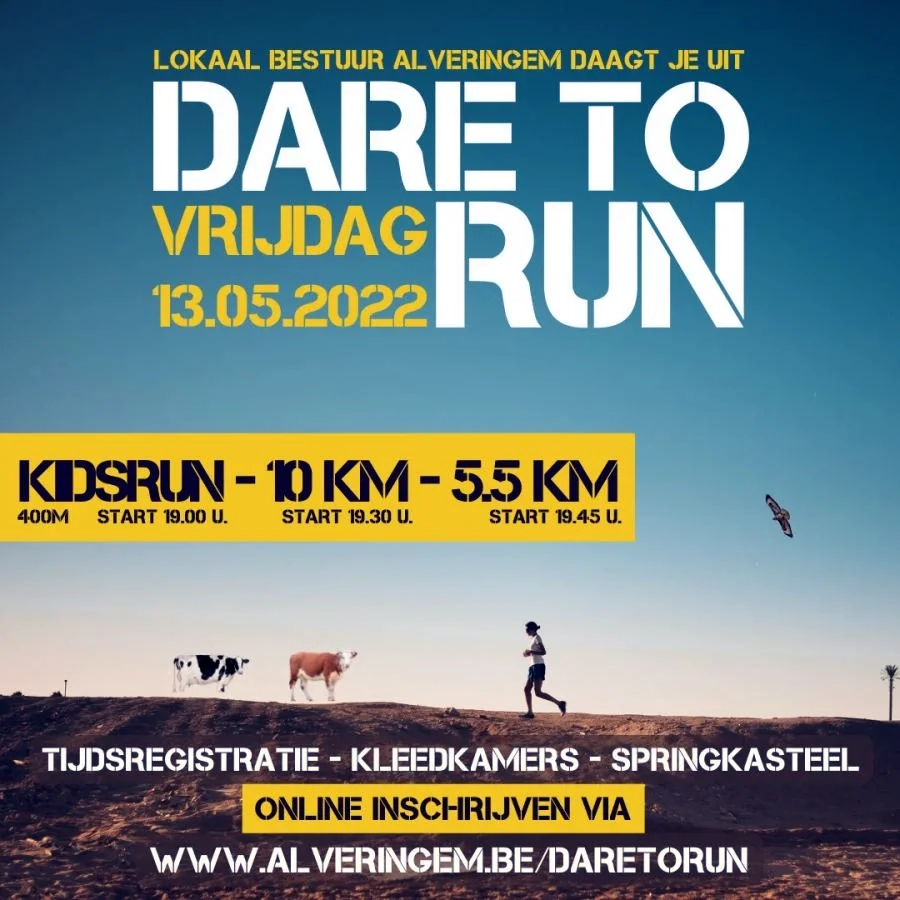 LOKAAL BESTUUR ALVERINGEM DAAGT JE UIT
DARE TO
VRIJDAG RUN
13.05.2022
KIDSRUN - 10 KM - 5.5 KM
400M START 19.00 U. START 19.30 U. START 19.45 U.
TIJDSREGISTRATIE - KLEEDKAMERS - SPRINGKASTEEL
ONLINE INSCHRIJVEN VIA
WWW.ALVERINGEM.BE/DARETORUN